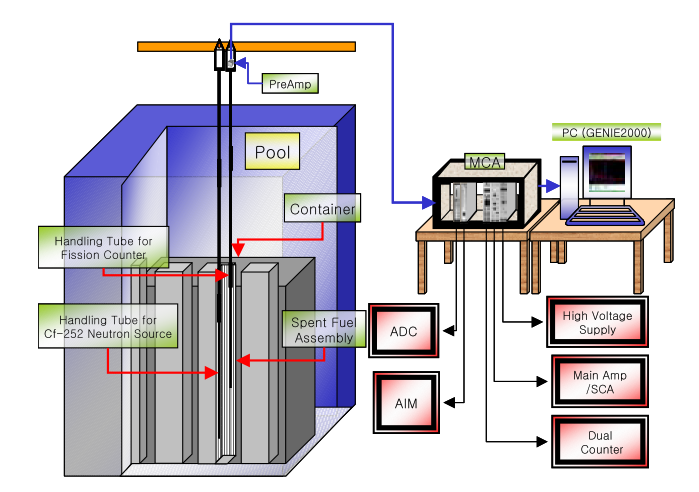 PreAmp
PC (GENIE2000)
MCA
Pool
Container
Handling Tube for
Fission Counter
Handling Tube for
Cf-252 Neutron Source
Spent Fuel
Assembly
ADC
AIM
High Voltage
Supply
Main Amp
/SCA
Dual
Counter